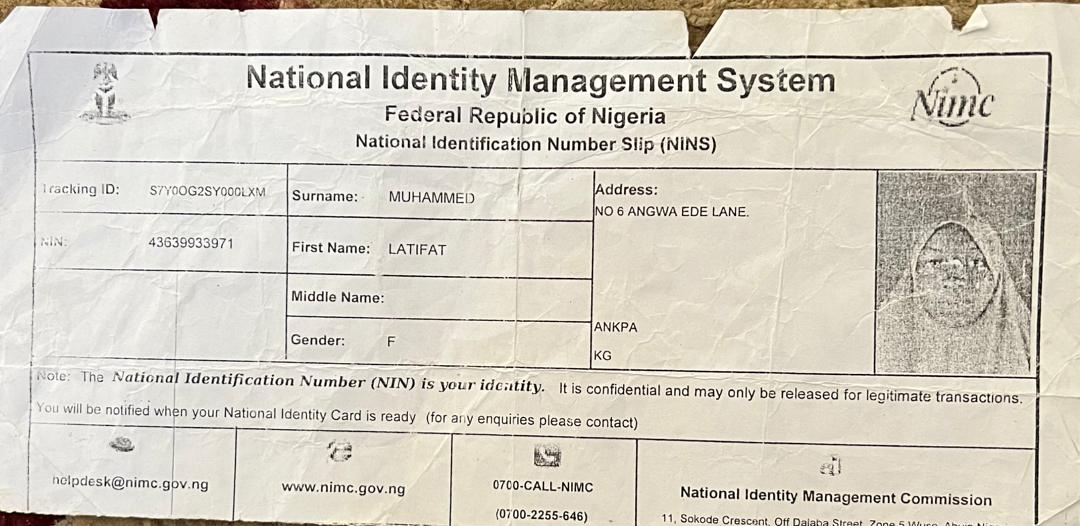 National Identity Management System
Federal Republic of Nigeria
National Identification Number Slip (NINS)
Nimc
Tracking ID: S7Y0OG2SY000LXM
Surname: MUHAMMED
Address:
NO 6 ANGWA EDE LANE.
NIN: 43639933971
First Name: LATIFAT
Middle Name:
ANKPA
Gender: F
KG
Note: The National Identification Number (NIN) is your identity. It is confidential and may only be released for legitimate transactions.
You will be notified when your National Identity Card is ready (for any enquiries please contact)
helpdesk@nimc.gov.ng
www.nimc.gov.ng
0700-CALL-NIMC
(0700-2255-646)
National Identity Management Commission
11, Sokode Crescent, Off Dalaba Street, Zone 5 Wuse,